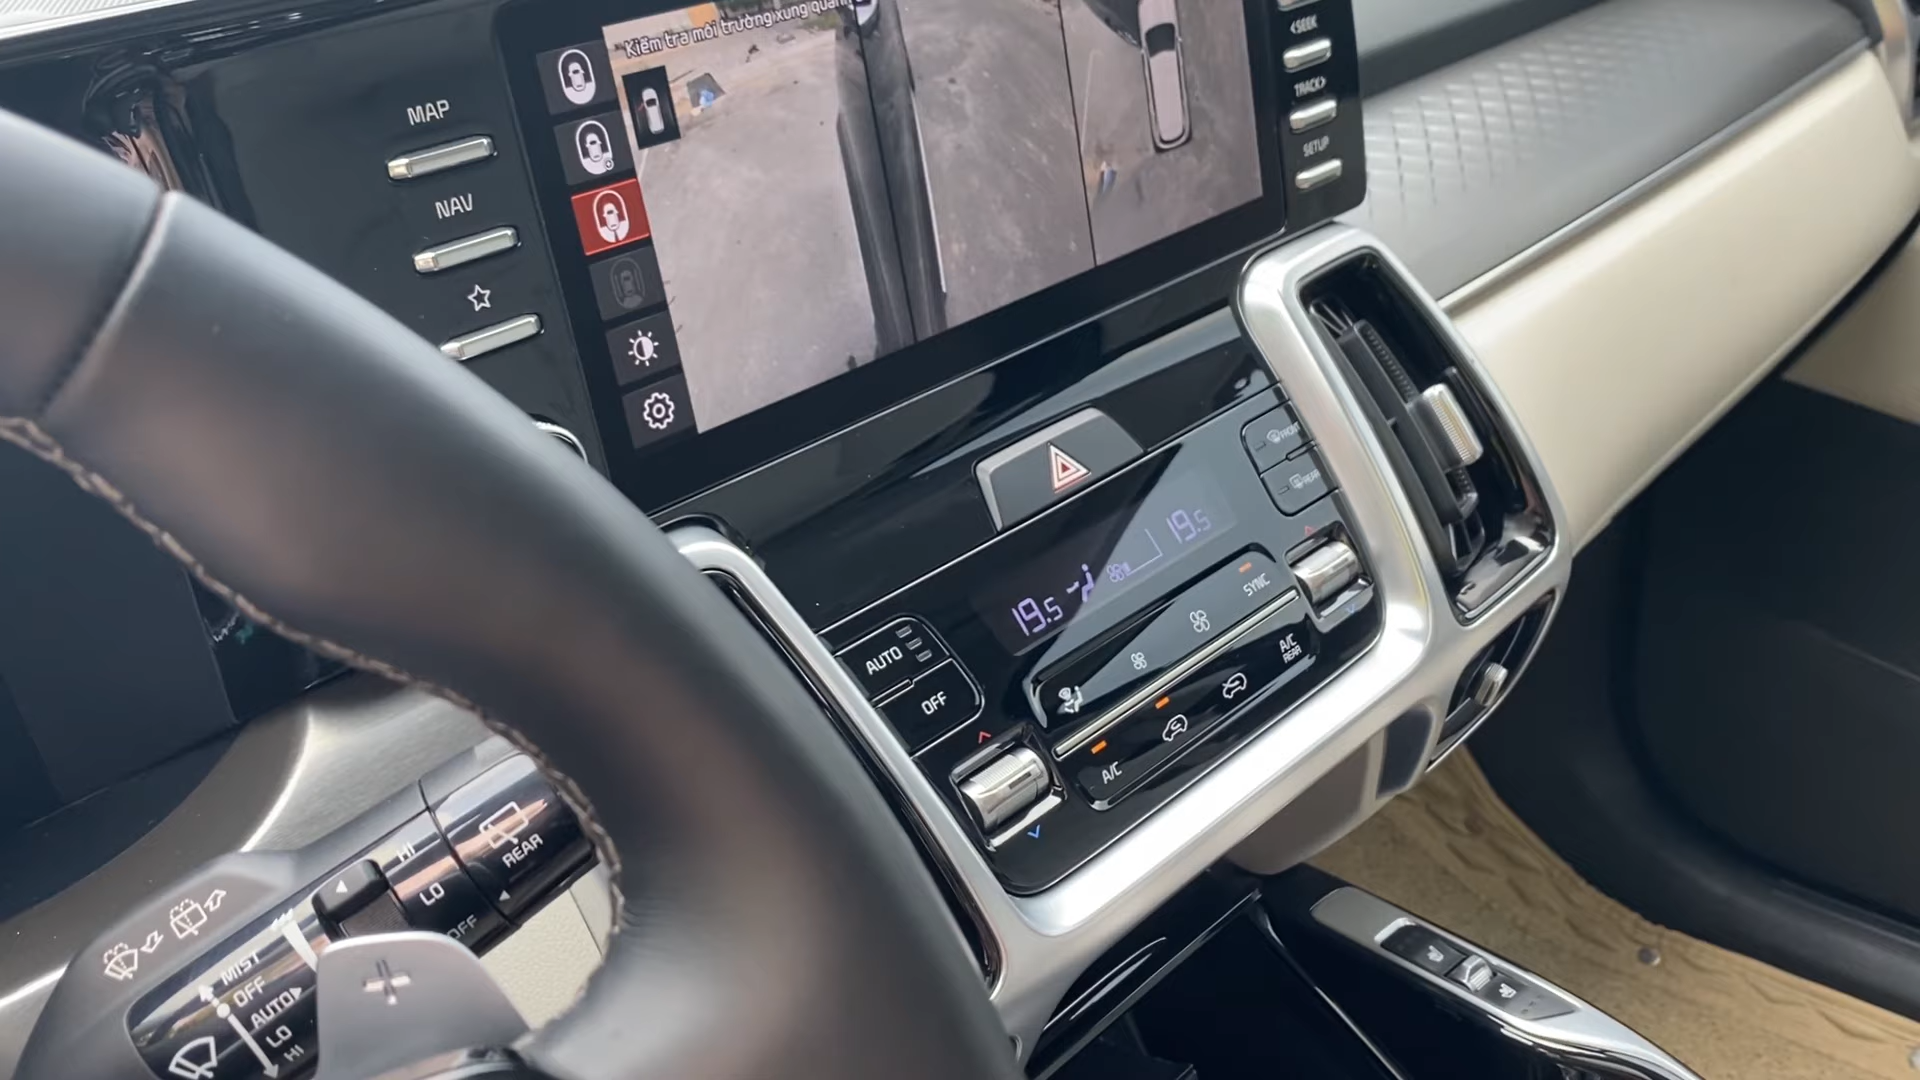 Kiểm tra môi trường xung quanh
MAP
NAV
<SEEK
TRACK>
SETUP
FRONT
REAR
19.5
19.5
AUTO
OFF
SYNC
A/C
REAR
A/C
HI
LO
OFF
REAR
MIST
OFF
AUTO
LO
HI